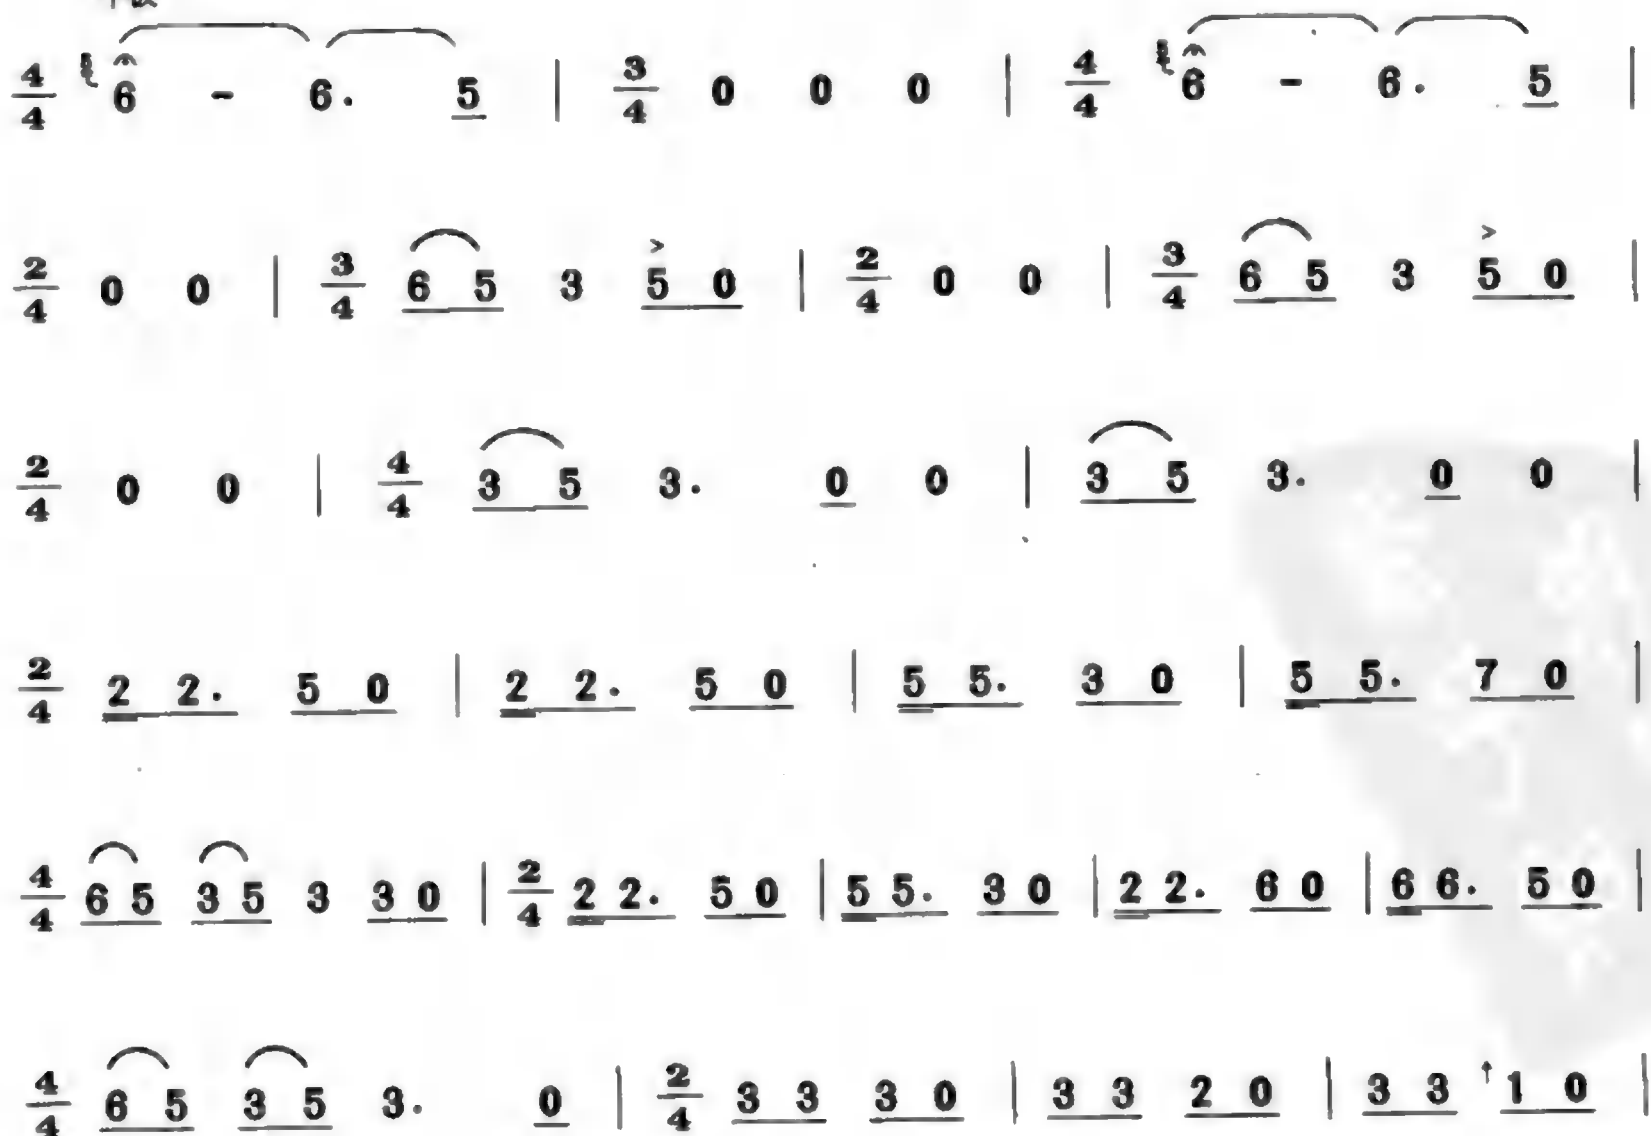 4/4 6 - 6. 5 | 3/4 0 0 0 | 4/4 6 - 6. 5 |
2/4 0 0 | 3/4 6 5 3 5 0 | 2/4 0 0 | 3/4 6 5 3 5 0 |
2/4 0 0 | 4/4 3 5 3. 0 0 | 3 5 3. 0 0 |
2/4 2 2. 5 0 | 2 2. 5 0 | 5 5. 3 0 | 5 5. 7 0 |
4/4 6 5 3 5 3 3 0 | 2/4 2 2. 5 0 | 5 5. 3 0 | 2 2. 6 0 | 6 6. 5 0 |
4/4 6 5 3 5 3. 0 | 2/4 3 3 3 0 | 3 3 2 0 | 3 3 ↑1 0 |